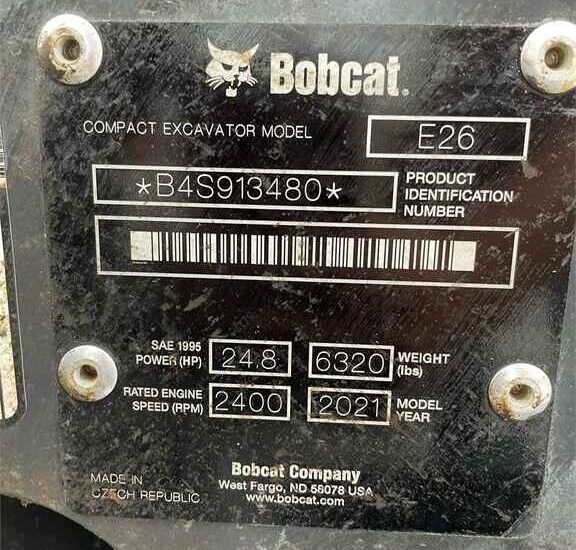 Bobcat®
COMPACT EXCAVATOR MODEL E26
*B4S913480* PRODUCT
IDENTIFICATION
NUMBER
SAE 1995
POWER (HP) 24.8 6320 WEIGHT
(lbs)
RATED ENGINE
SPEED (RPM) 2400 2021 MODEL
YEAR
Bobcat Company
West Fargo, ND 58078 USA
www.bobcat.com
MADE IN
CZECH REPUBLIC